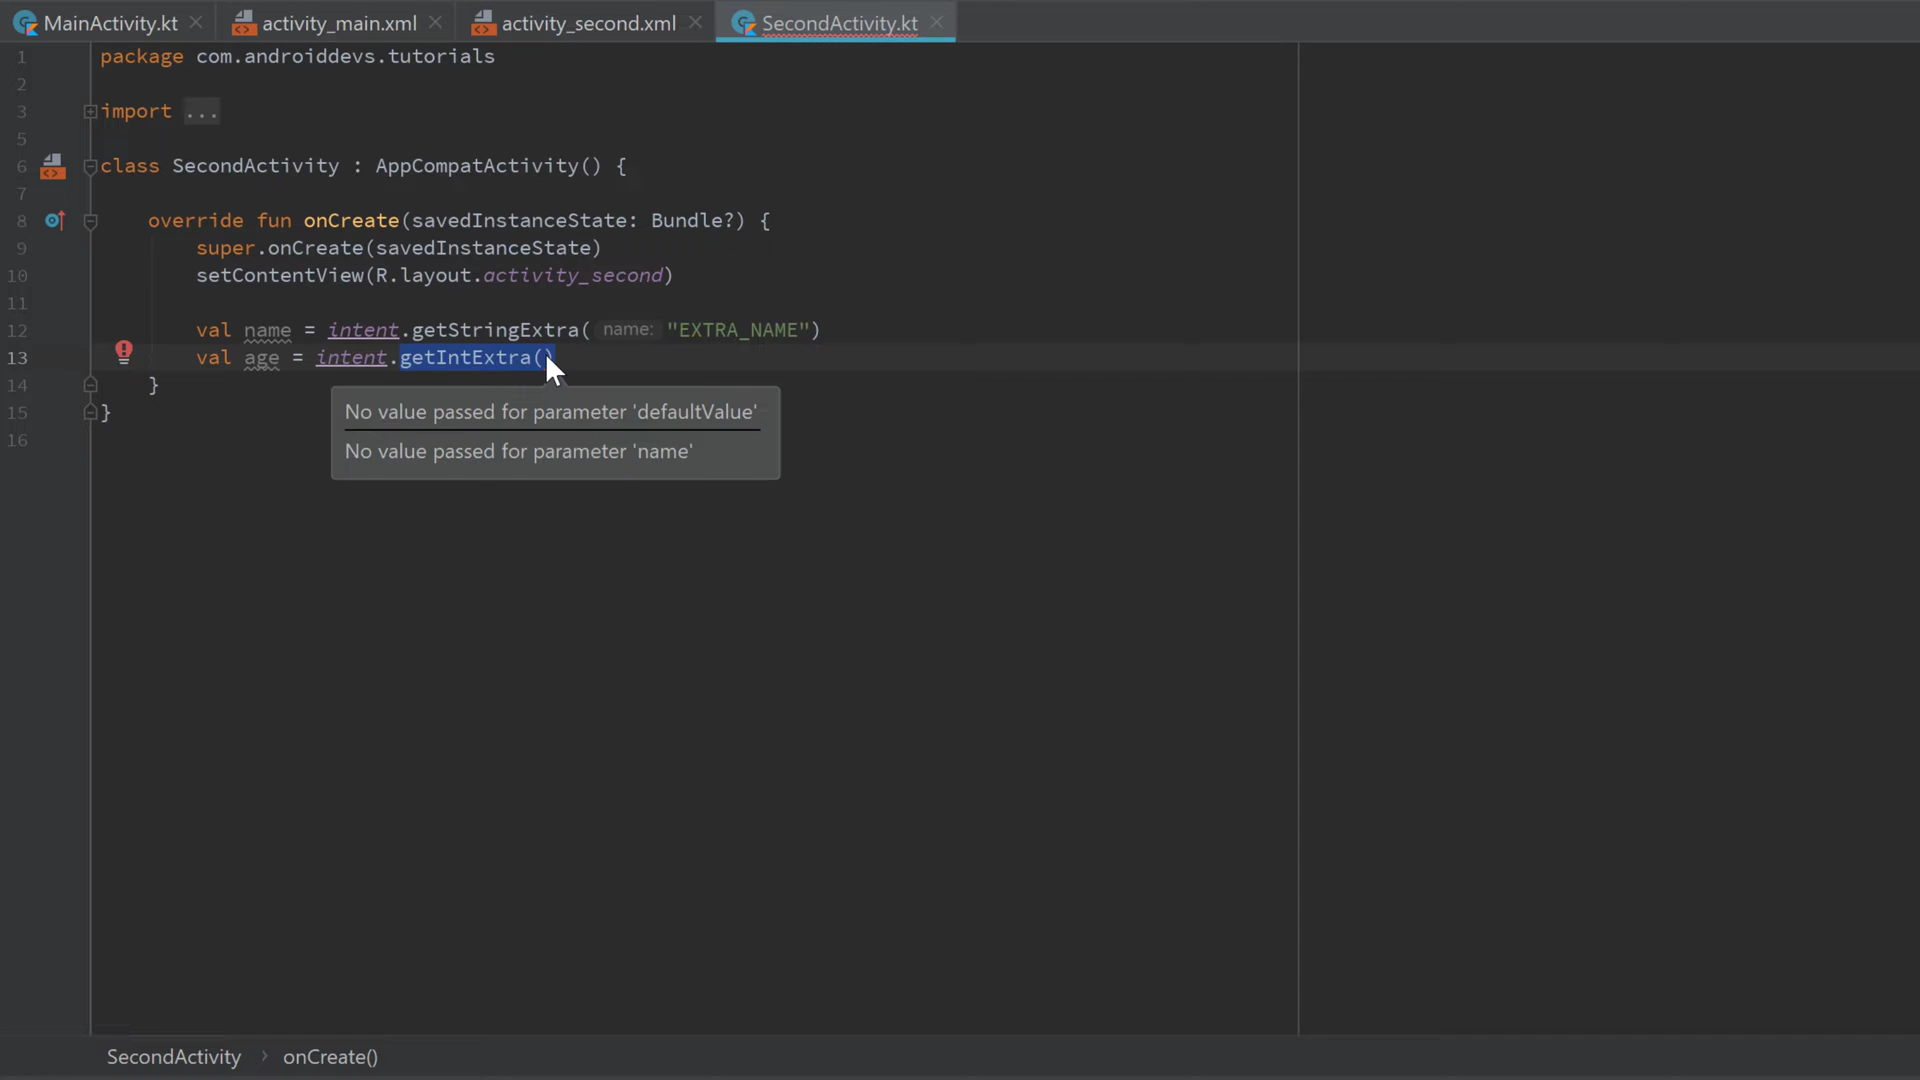 MainActivity.kt
activity_main.xml
activity_second.xml
SecondActivity.kt
1 package com.androiddevs.tutorials
2
3 import ...
5
6 class SecondActivity : AppCompatActivity() {
7
8 override fun onCreate(savedInstanceState: Bundle?) {
9 super.onCreate(savedInstanceState)
10 setContentView(R.layout.activity_second)
11
12 val name = intent.getStringExtra( name: "EXTRA_NAME")
13 val age = intent.getIntExtra()
14 }
15 }
16
No value passed for parameter 'defaultValue'
No value passed for parameter 'name'
SecondActivity > onCreate()